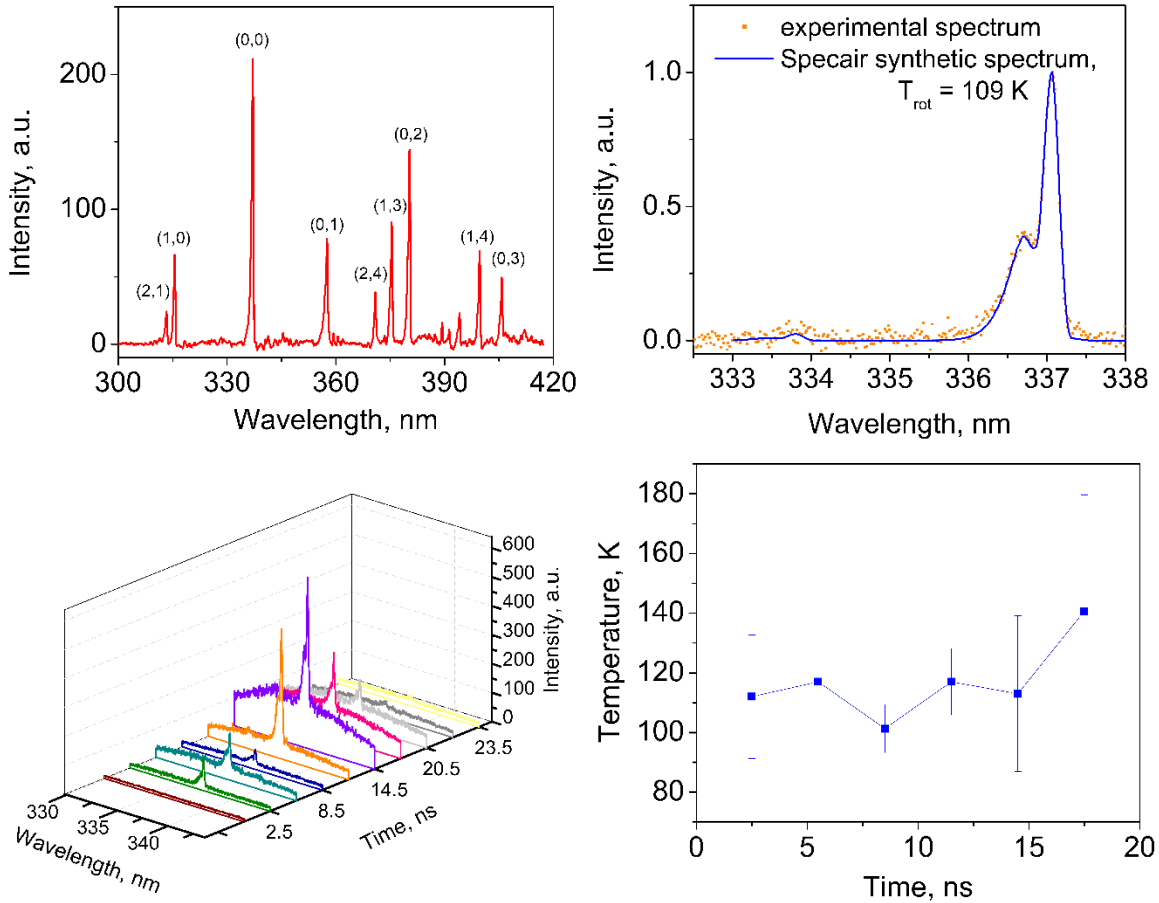 (0,0)
200
(0,2)
Intensity, a.u.
100
(1,3)
(0,1)
(1,0)
(1,4)
(0,3)
(2,4)
(2,1)
0
300 330 360 390 420
Wavelength, nm
experimental spectrum
Specair synthetic spectrum,
T_rot = 109 K
1.0
Intensity, a.u.
0.5
0.0
333 334 335 336 337 338
Wavelength, nm
600
500
400
300
200
100
0
Intensity, a.u.
23.5
20.5
14.5
8.5
2.5
Time, ns
330
335
340
Wavelength, nm
180
160
Temperature, K
140
120
100
80
0 5 10 15 20
Time, ns